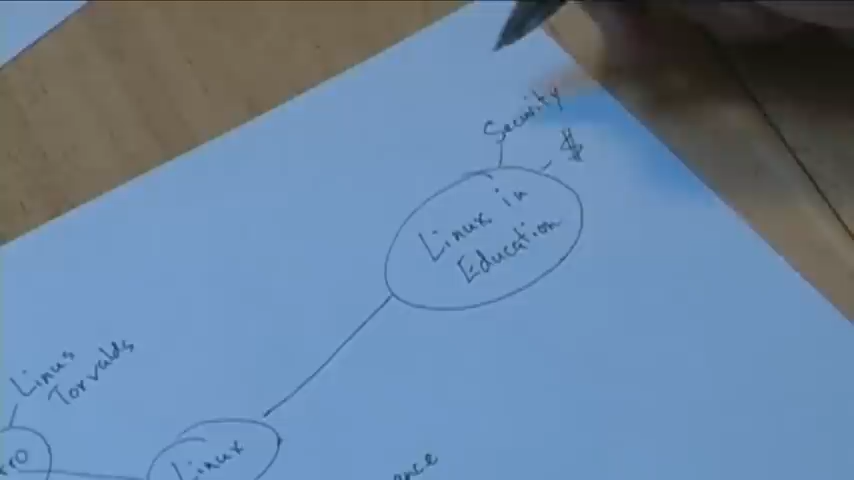 Security
$
Linux in
Education
Linus
Torvalds
Linux